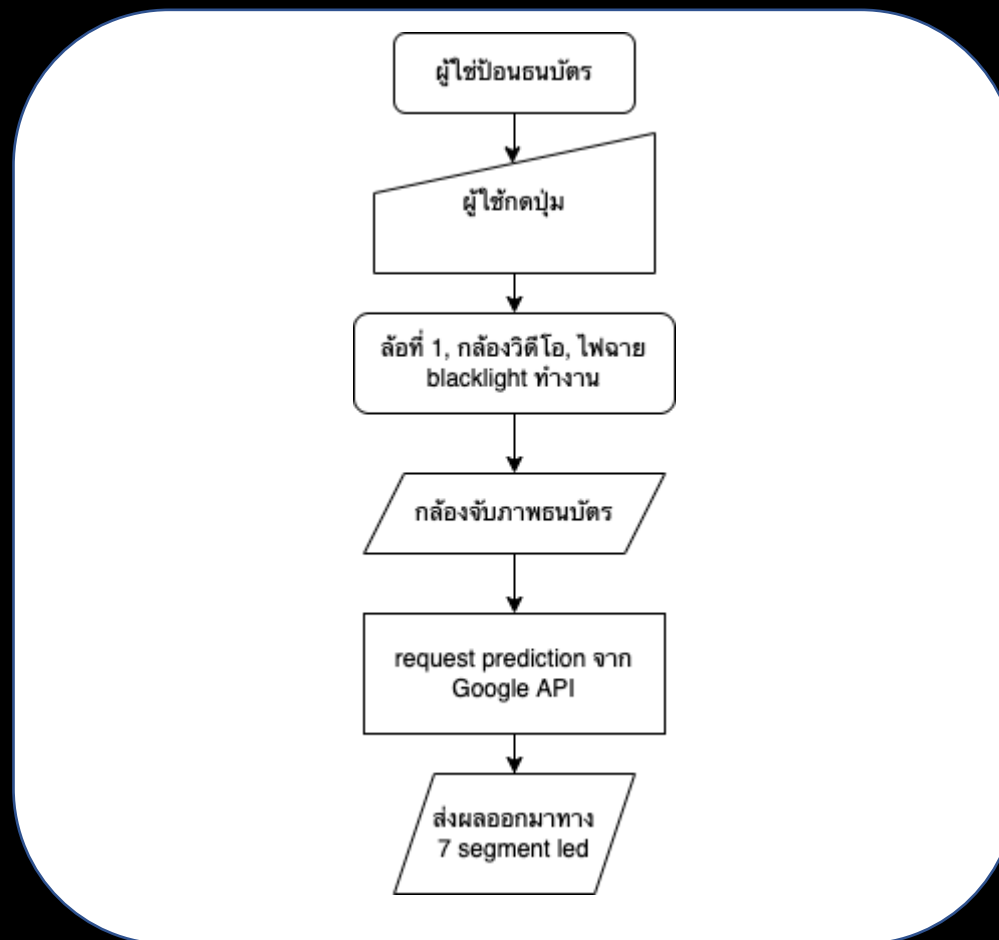 ผู้ใช่ป้อนธนบัตร
ผู้ใช้กดปุ่ม
ล้อที่ 1, กล้องวิดีโอ, ไฟฉาย
blacklight ทำงาน
กล้องจับภาพธนบัตร
request prediction จาก
Google API
ส่งผลออกมาทาง
7 segment led